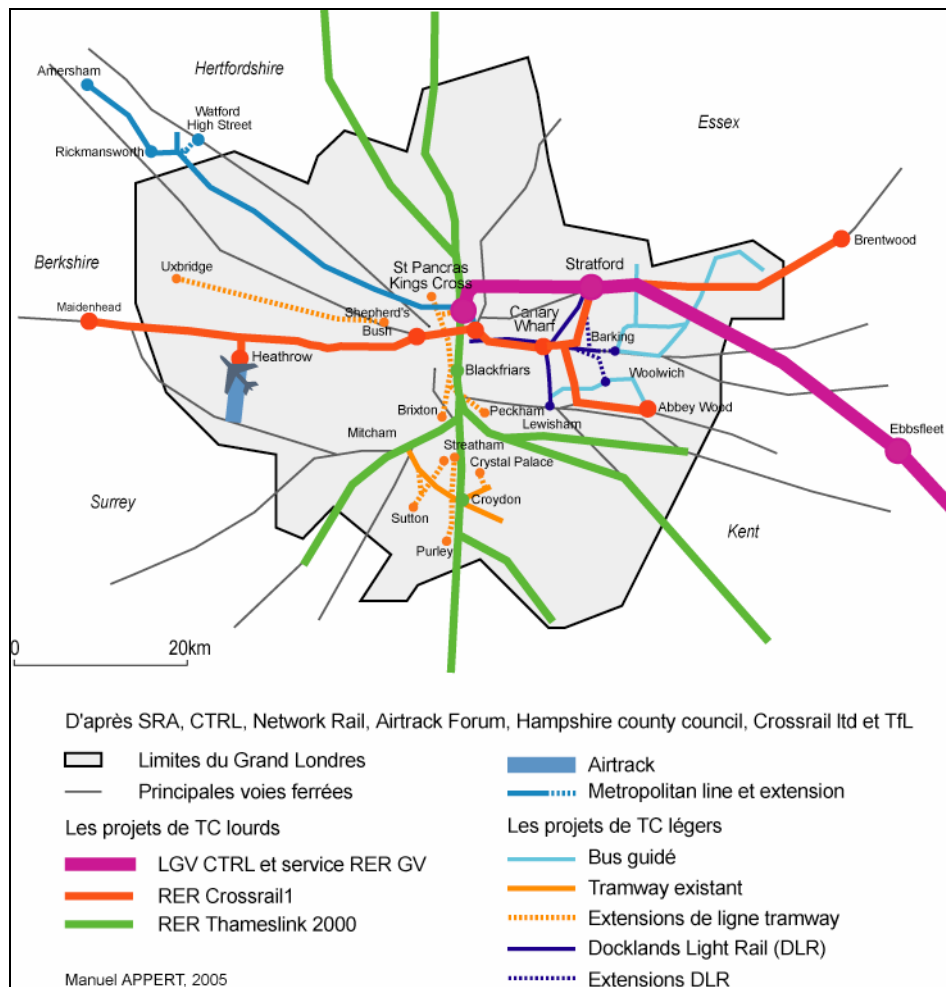 Amersham
Hertfordshire
Watford
High Street
Essex
Rickmansworth
Berkshire
Uxbridge
St Pancras
Kings Cross
Stratford
Brentwood
Maidenhead
Shepherd's
Bush
Canary
Wharf
Barking
Heathrow
Blackfriars
Woolwich
Brixton
Peckham
Abbey Wood
Lewisham
Mitcham
Streatham
Crystal Palace
Ebbsfleet
Surrey
Sutton
Croydon
Kent
Purley
0
20km
D'après SRA, CTRL, Network Rail, Airtrack Forum, Hampshire county council, Crossrail ltd et TfL
Limites du Grand Londres
Principales voies ferrées
Les projets de TC lourds
LGV CTRL et service RER GV
RER Crossrail1
RER Thameslink 2000
Manuel APPERT, 2005
Airtrack
Metropolitan line et extension
Les projets de TC légers
Bus guidé
Tramway existant
Extensions de ligne tramway
Docklands Light Rail (DLR)
Extensions DLR